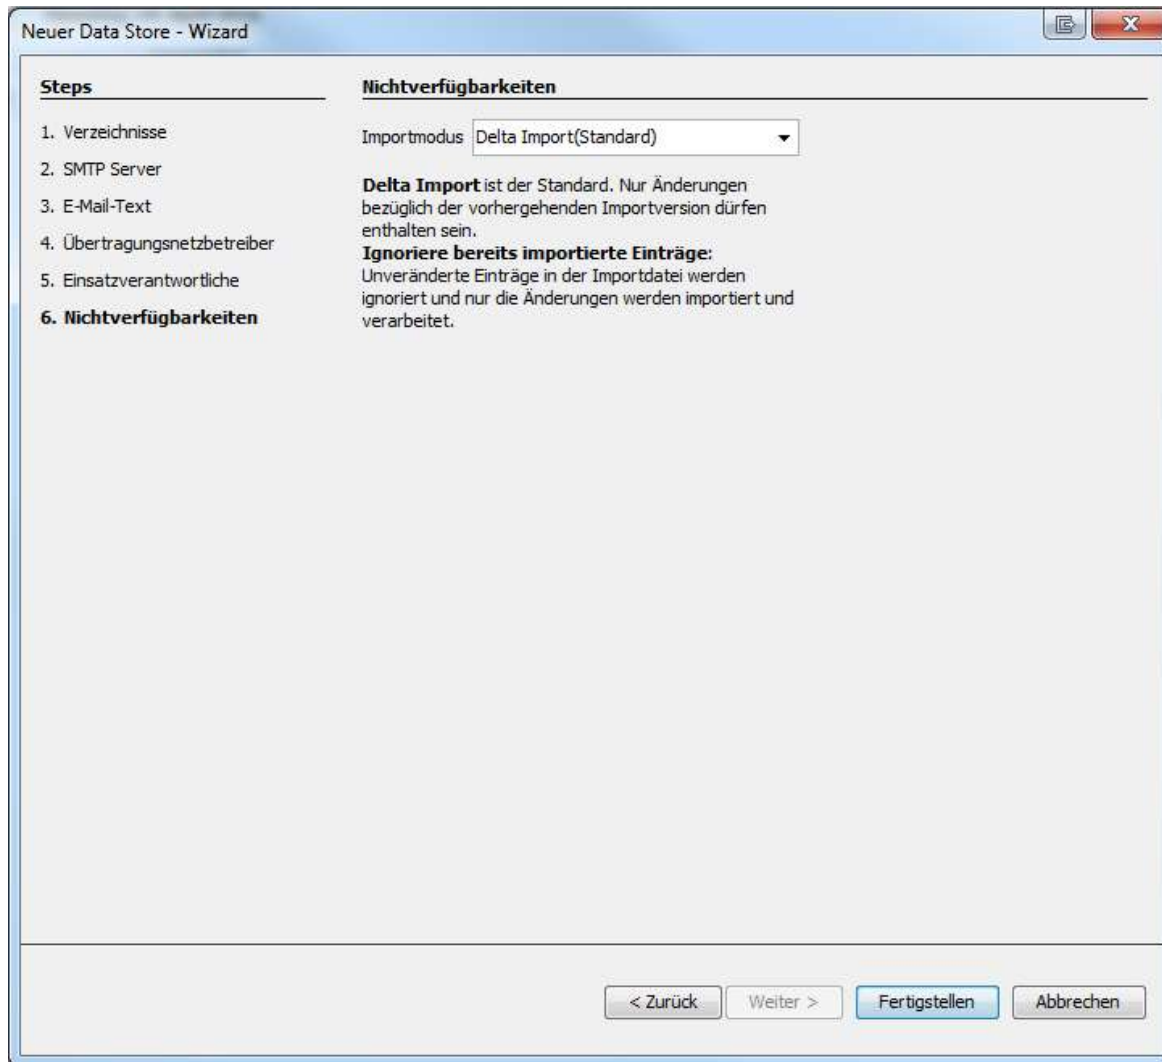 Neuer Data Store - Wizard
Steps
1. Verzeichnisse
2. SMTP Server
3. E-Mail-Text
4. Übertragungsnetzbetreiber
5. Einsatzverantwortliche
6. Nichtverfügbarkeiten
Nichtverfügbarkeiten
Importmodus Delta Import(Standard)
Delta Import ist der Standard. Nur Änderungen
bezüglich der vorhergehenden Importversion dürfen
enthalten sein.
Ignoriere bereits importierte Einträge:
Unveränderte Einträge in der Importdatei werden
ignoriert und nur die Änderungen werden importiert und
verarbeitet.
< Zurück Weiter > Fertigstellen Abbrechen